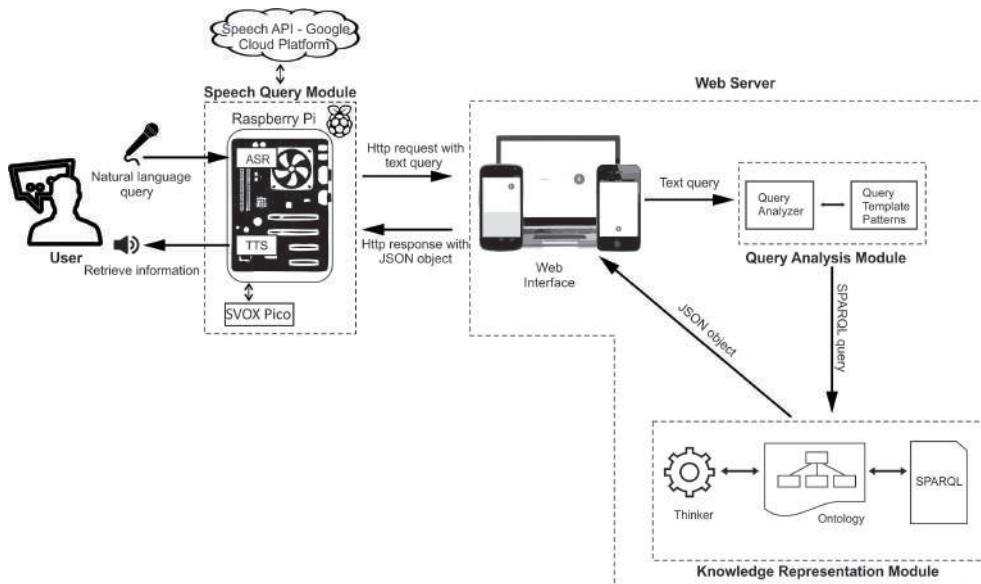 Speech API - Google
Cloud Platform
Speech Query Module
Raspberry Pi
ASR
TTS
SVOX Pico
Natural language
query
User
Retrieve information
Http request with
text query
Http response with
JSON object
Web Server
Web
Interface
Text query
Query
Analyzer
Query
Template
Patterns
Query Analysis Module
SPARQL query
JSON object
Thinker
Ontology
SPARQL
Knowledge Representation Module